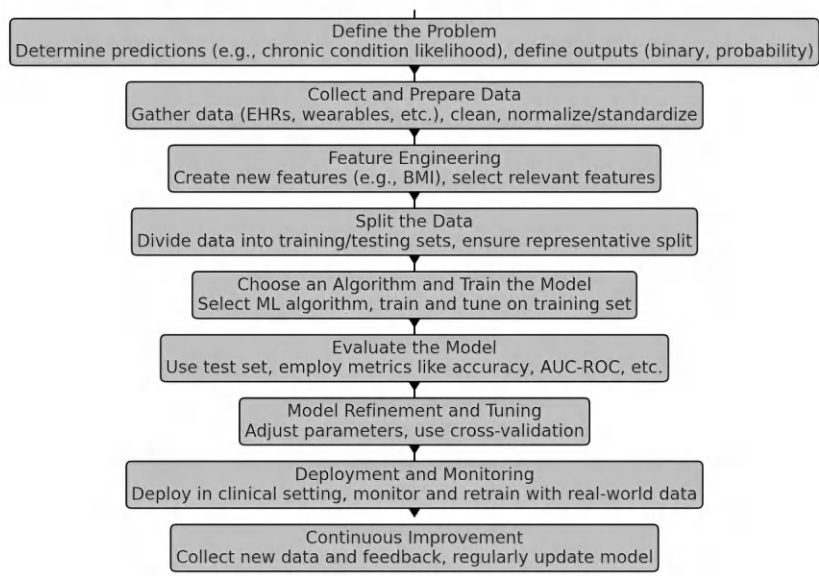 Define the Problem
Determine predictions (e.g., chronic condition likelihood), define outputs (binary, probability)
Collect and Prepare Data
Gather data (EHRs, wearables, etc.), clean, normalize/standardize
Feature Engineering
Create new features (e.g., BMI), select relevant features
Split the Data
Divide data into training/testing sets, ensure representative split
Choose an Algorithm and Train the Model
Select ML algorithm, train and tune on training set
Evaluate the Model
Use test set, employ metrics like accuracy, AUC-ROC, etc.
Model Refinement and Tuning
Adjust parameters, use cross-validation
Deployment and Monitoring
Deploy in clinical setting, monitor and retrain with real-world data
Continuous Improvement
Collect new data and feedback, regularly update model